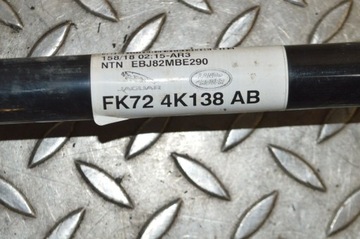 158/18 02:15-AR3
NTN EBJ82MBE290
JAGUAR
FK72 4K138 AB